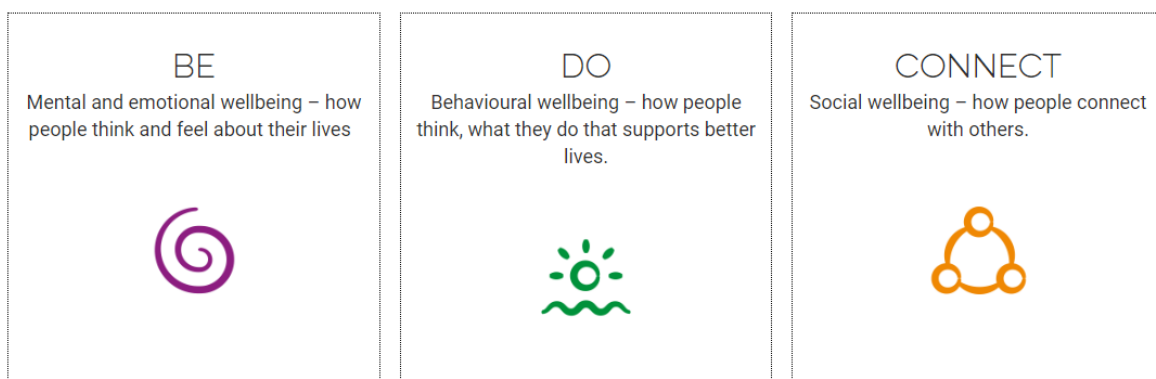 BE
Mental and emotional wellbeing – how
people think and feel about their lives
DO
Behavioural wellbeing – how people
think, what they do that supports better
lives.
CONNECT
Social wellbeing – how people connect
with others.